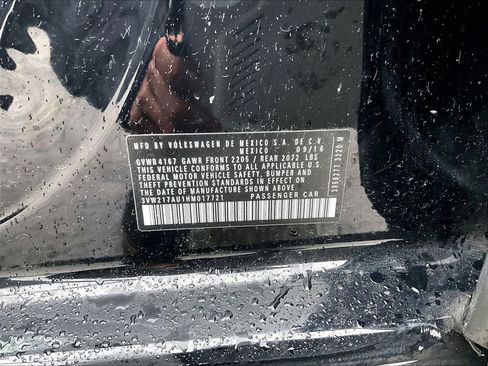 MFD BY VOLKSWAGEN DE MEXICO S.A. DE C.V.
MEXICO 09/16
GVWR 4167 GAWR FRONT 2205 / REAR 2072 LBS
THIS VEHICLE CONFORMS TO ALL APPLICABLE U.S.
FEDERAL MOTOR VEHICLE SAFETY, BUMPER AND
THEFT PREVENTION STANDARDS IN EFFECT ON
THE DATE OF MANUFACTURE SHOWN ABOVE.
3VW217AU1HM017721 PASSENGER CAR